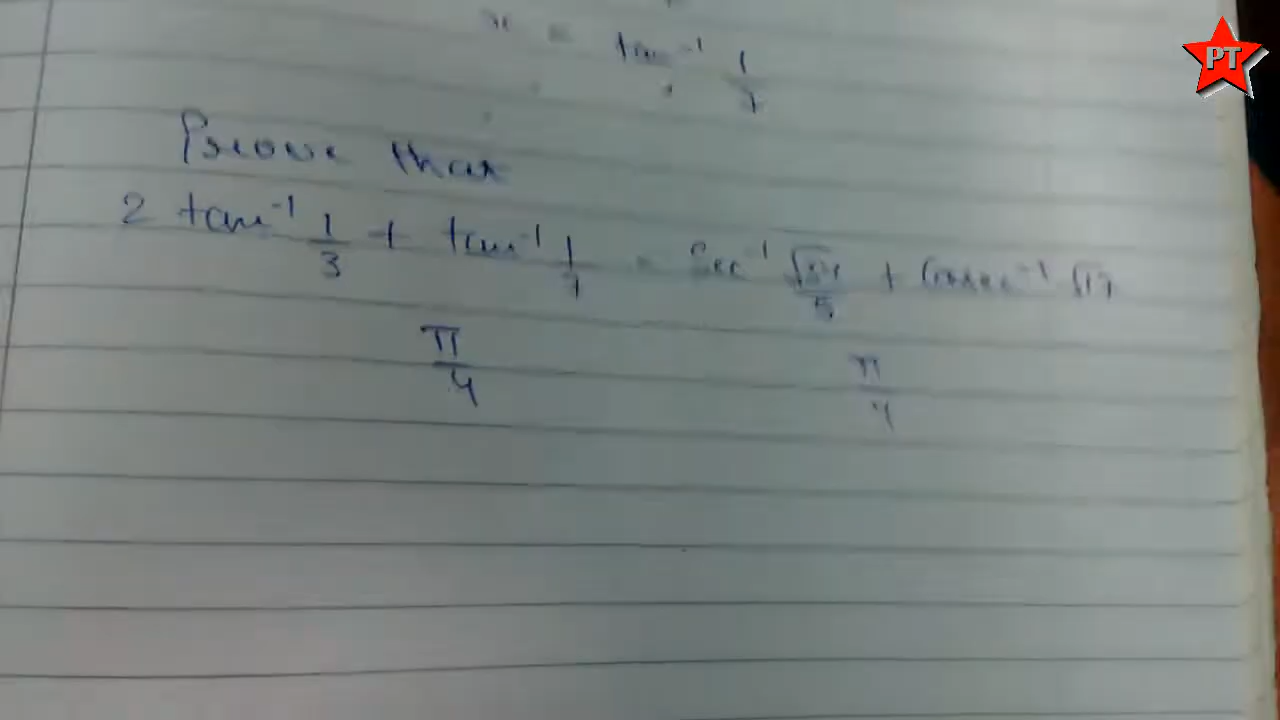 x = tan⁻¹ 1/7
PT
Prove that
2 tan⁻¹ 1/3 + tan⁻¹ 1/7 = Sec⁻¹ √34/5 + Cosec⁻¹ √17
π/4 π/4